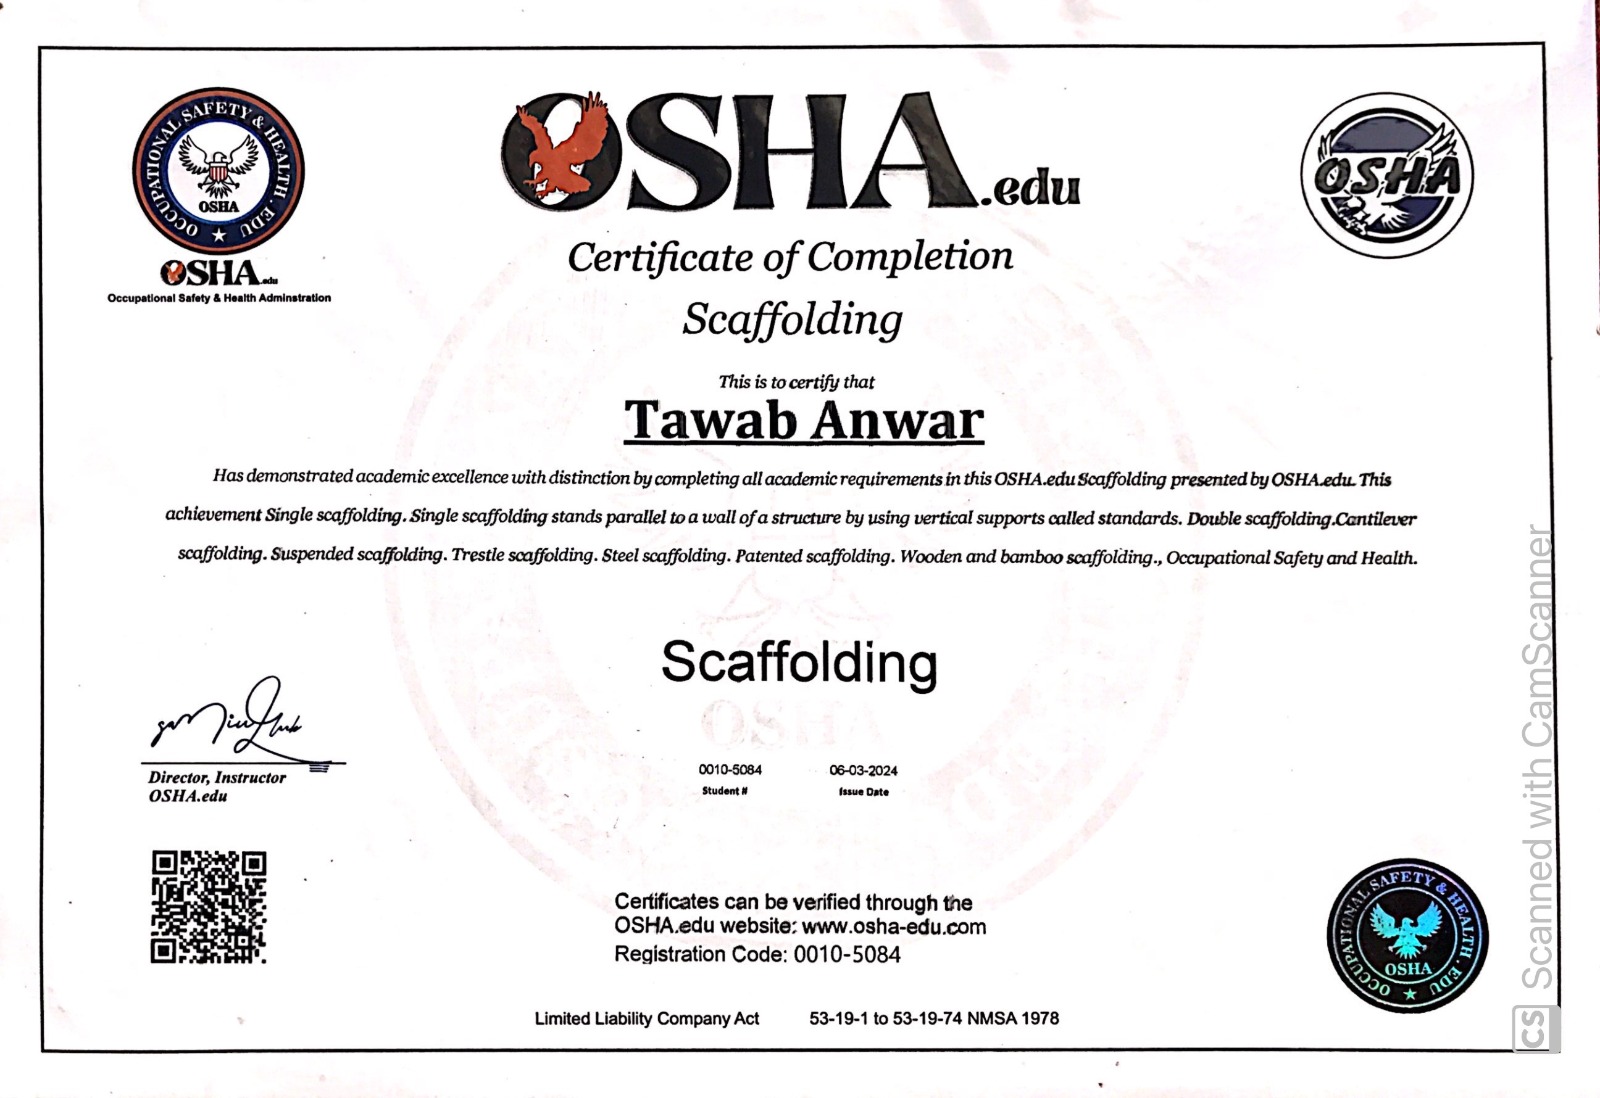 OCCUPATIONAL SAFETY & HEALTH . EDU
OSHA
OSHA.edu
Occupational Safety & Health Adminstration
OSHA.edu
OSHA
Certificate of Completion
Scaffolding
This is to certify that
Tawab Anwar
Has demonstrated academic excellence with distinction by completing all academic requirements in this OSHA.edu Scaffolding presented by OSHA.edu. This
achievement Single scaffolding. Single scaffolding stands parallel to a wall of a structure by using vertical supports called standards. Double scaffolding.Cantilever
scaffolding. Suspended scaffolding. Trestle scaffolding. Steel scaffolding. Patented scaffolding. Wooden and bamboo scaffolding., Occupational Safety and Health.
Scaffolding
OSHA
0010-5084 06-03-2024
Student # Issue Date
Director, Instructor
OSHA.edu
Certificates can be verified through the
OSHA.edu website: www.osha-edu.com
Registration Code: 0010-5084
OCCUPATIONAL SAFETY & HEALTH . EDU
OSHA
Limited Liability Company Act 53-19-1 to 53-19-74 NMSA 1978
CS Scanned with CamScanner